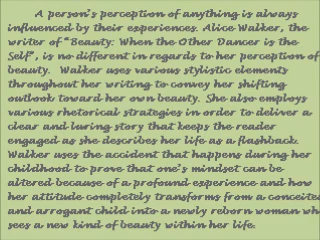 A person's perception of anything is always
influenced by their experiences. Alice Walker, the
writer of "Beauty: When the Other Dancer is the
Self", is no different in regards to her perception of
beauty. Walker uses various stylistic elements
throughout her writing to convey her shifting
outlook toward her own beauty. She also employs
various rhetorical strategies in order to deliver a
clear and luring story that keeps the reader
engaged as she describes her life as a flashback.
Walker uses the accident that happens during her
childhood to prove that one's mindset can be
altered because of a profound experience and how
her attitude completely transforms from a conceited
and arrogant child into a newly reborn woman wh
sees a new kind of beauty within her life.